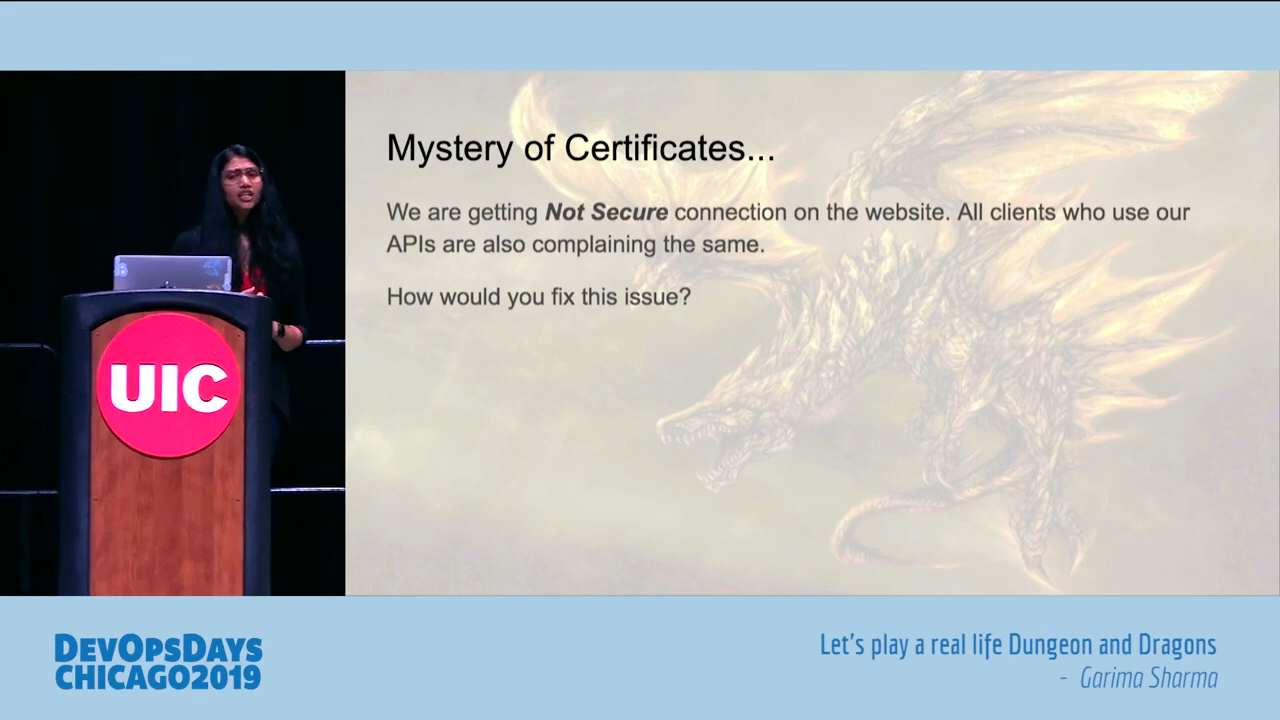 Mystery of Certificates...
We are getting Not Secure connection on the website. All clients who use our
APIs are also complaining the same.
How would you fix this issue?
UIC
DEVOPSDAYS
CHICAGO2019
Let's play a real life Dungeon and Dragons
- Garima Sharma